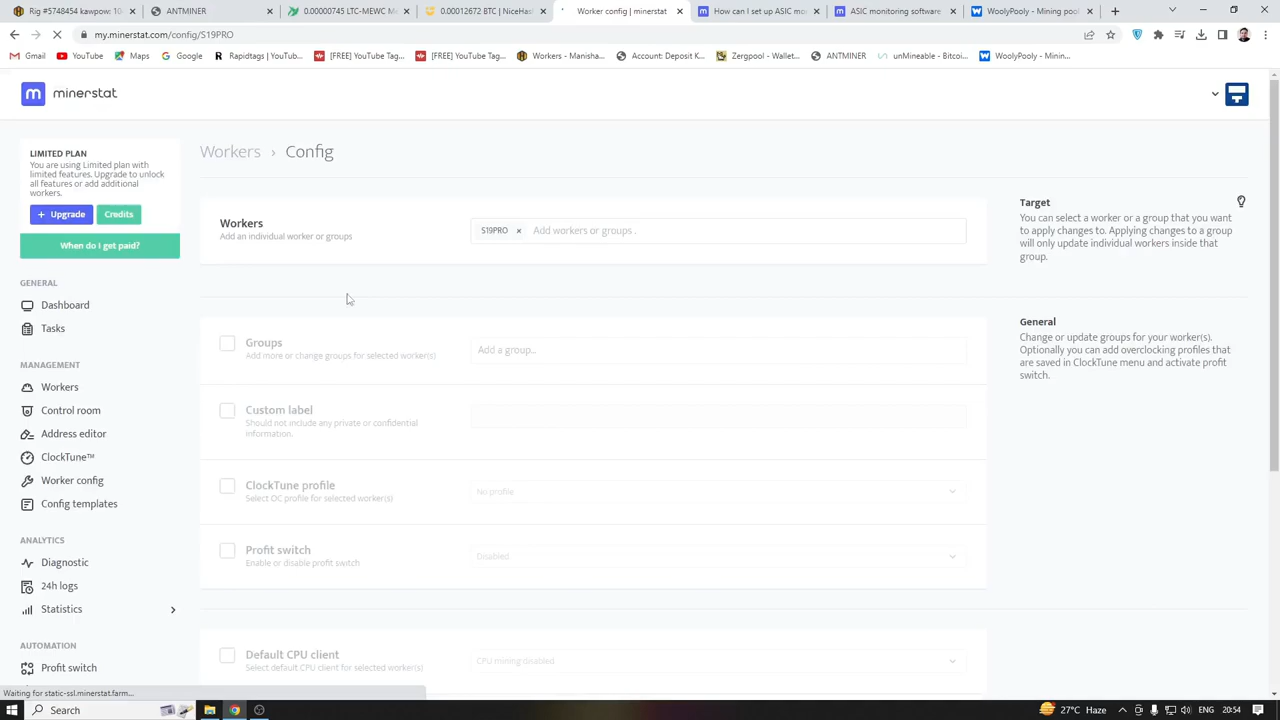 Rig #5748454 kawpow: 10
ANTMINER
0.00000745 LTC-MEWC M
0.00012672 BTC | NiceHas
Worker config | minerstat
How can I set up ASIC mo
ASIC monitoring software
WoolyPooly - Mining pool
my.minerstat.com/config/S19PRO
Gmail
YouTube
Maps
Google
Rapidtags | YouTub...
[FREE] YouTube Tag...
[FREE] YouTube Tag...
Workers - Manisha...
Account: Deposit K...
Zergpool - Wallet...
ANTMINER
unMineable - Bitcoi...
WoolyPooly - Minin...
minerstat
LIMITED PLAN
You are using Limited plan with
limited features. Upgrade to unlock
all features or add additional
workers.
+ Upgrade
Credits
When do I get paid?
GENERAL
Dashboard
Tasks
MANAGEMENT
Workers
Control room
Address editor
ClockTune™
Worker config
Config templates
ANALYTICS
Diagnostic
24h logs
Statistics
AUTOMATION
Profit switch
Workers › Config
Workers
Add an individual worker or groups
S19PRO ×
Add workers or groups .
Target
You can select a worker or a group that you want
to apply changes to. Applying changes to a group
will only update individual workers inside that
group.
Groups
Add more or change groups for selected worker(s)
Add a group...
General
Change or update groups for your worker(s).
Optionally you can add overclocking profiles that
are saved in ClockTune menu and activate profit
switch.
Custom label
Should not include any private or confidential
information.
ClockTune profile
Select OC profile for selected worker(s)
No profile
Profit switch
Enable or disable profit switch
Disabled
Default CPU client
Select default CPU client for selected worker(s)
CPU mining disabled
Waiting for static-ssl.minerstat.farm...
Search
27°C Haze
ENG
20:54